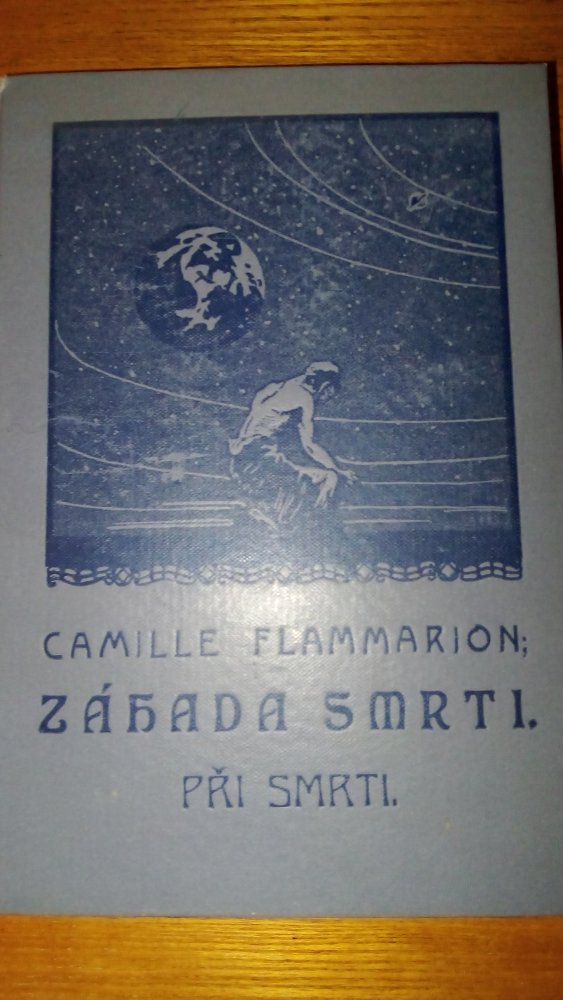 CAMILLE FLAMMARION;
ZÁHADA SMRTI.
PŘI SMRTI.